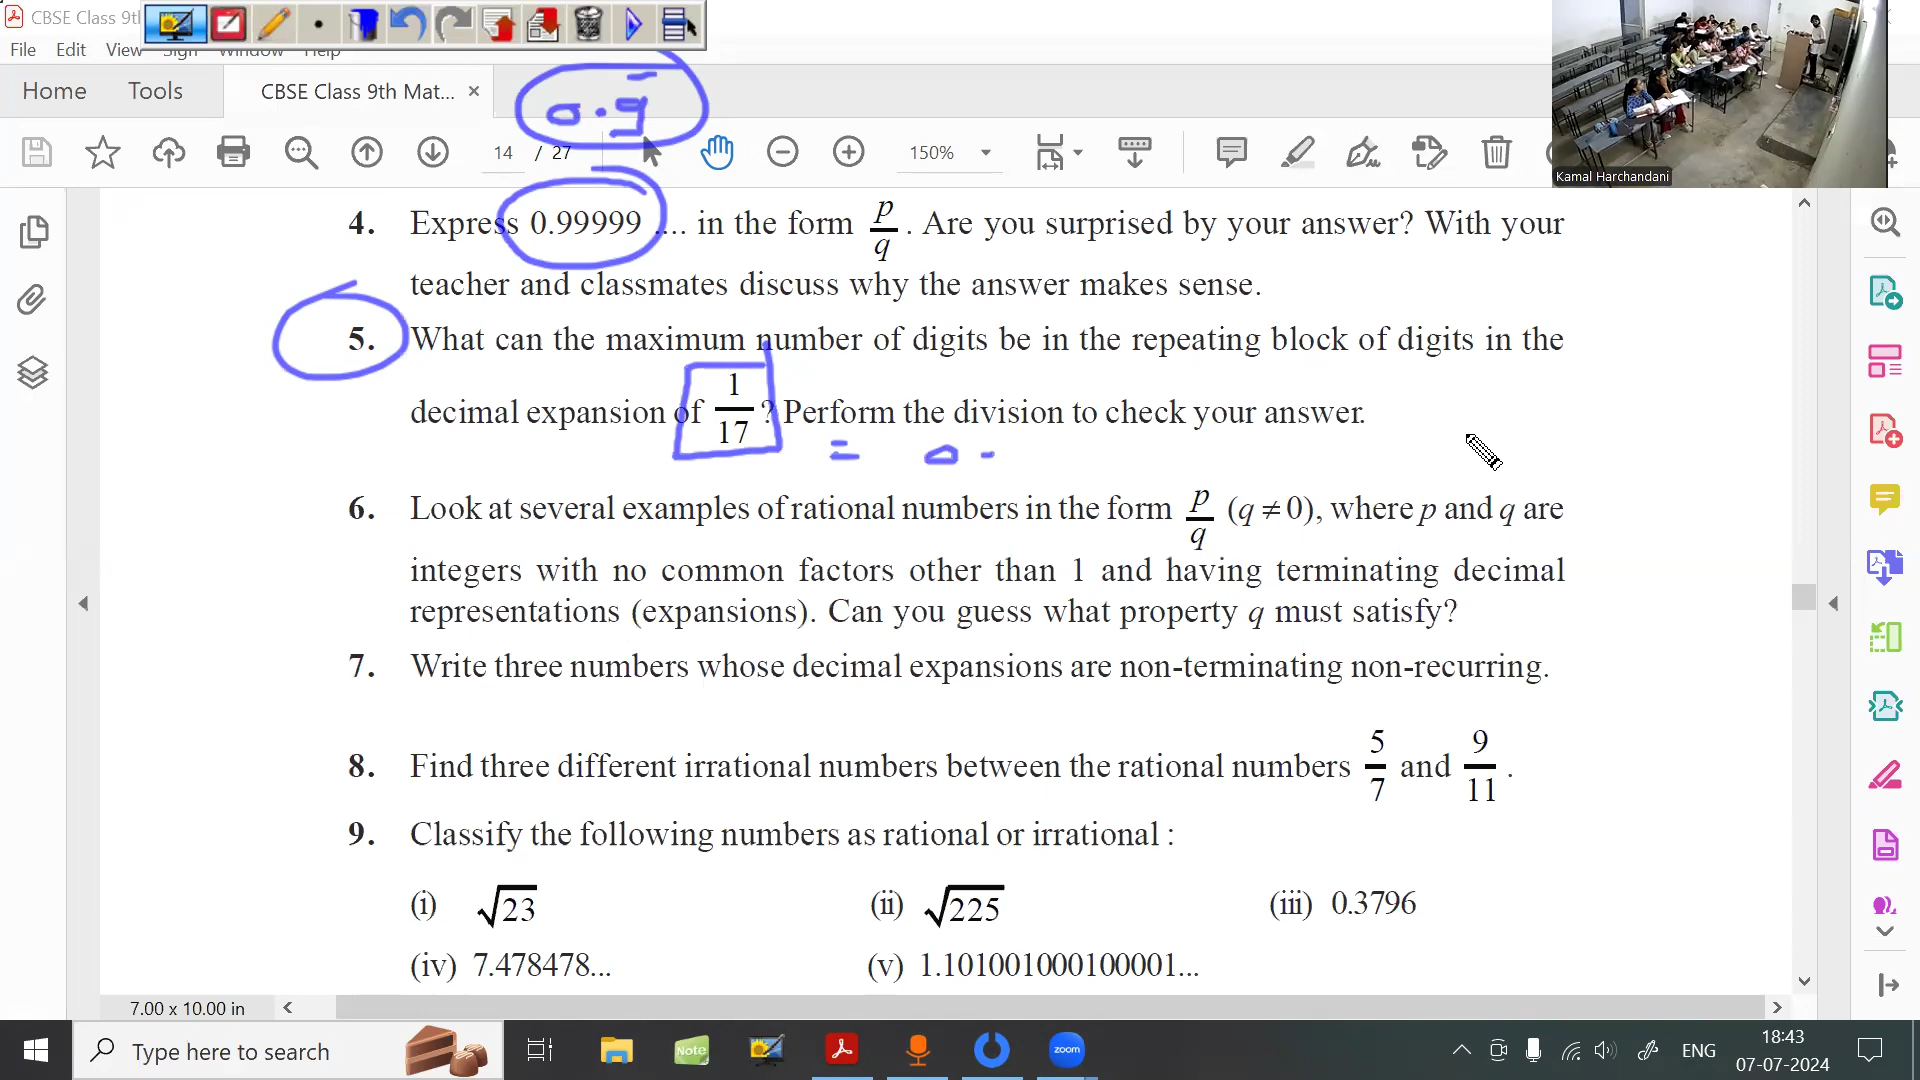 CBSE Class 9th
File Edit View Sign Window Help
Home Tools CBSE Class 9th Mat... ×
0.9
14 / 27 150%
Kamal Harchandani
4. Express 0.99999 .... in the form p/q . Are you surprised by your answer? With your
teacher and classmates discuss why the answer makes sense.
5. What can the maximum number of digits be in the repeating block of digits in the
decimal expansion of 1/17 ? Perform the division to check your answer.
= 0.
6. Look at several examples of rational numbers in the form p/q (q ≠ 0), where p and q are
integers with no common factors other than 1 and having terminating decimal
representations (expansions). Can you guess what property q must satisfy?
7. Write three numbers whose decimal expansions are non-terminating non-recurring.
8. Find three different irrational numbers between the rational numbers 5/7 and 9/11 .
9. Classify the following numbers as rational or irrational :
(i) √23 (ii) √225 (iii) 0.3796
(iv) 7.478478... (v) 1.101001000100001...
7.00 x 10.00 in
Type here to search Note zoom ENG 18:43
07-07-2024